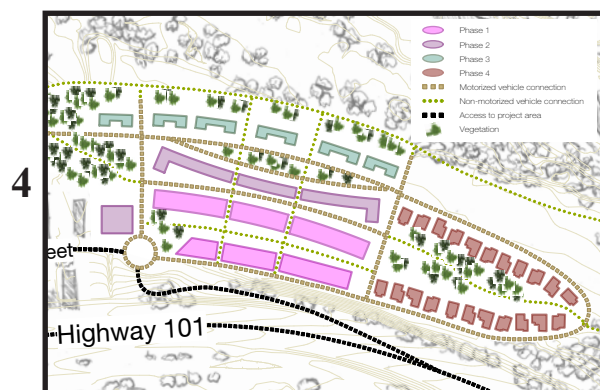 4
Phase 1
Phase 2
Phase 3
Phase 4
Motorized vehicle connection
Non-motorized vehicle connection
Access to project area
Vegetation
eet
Highway 101